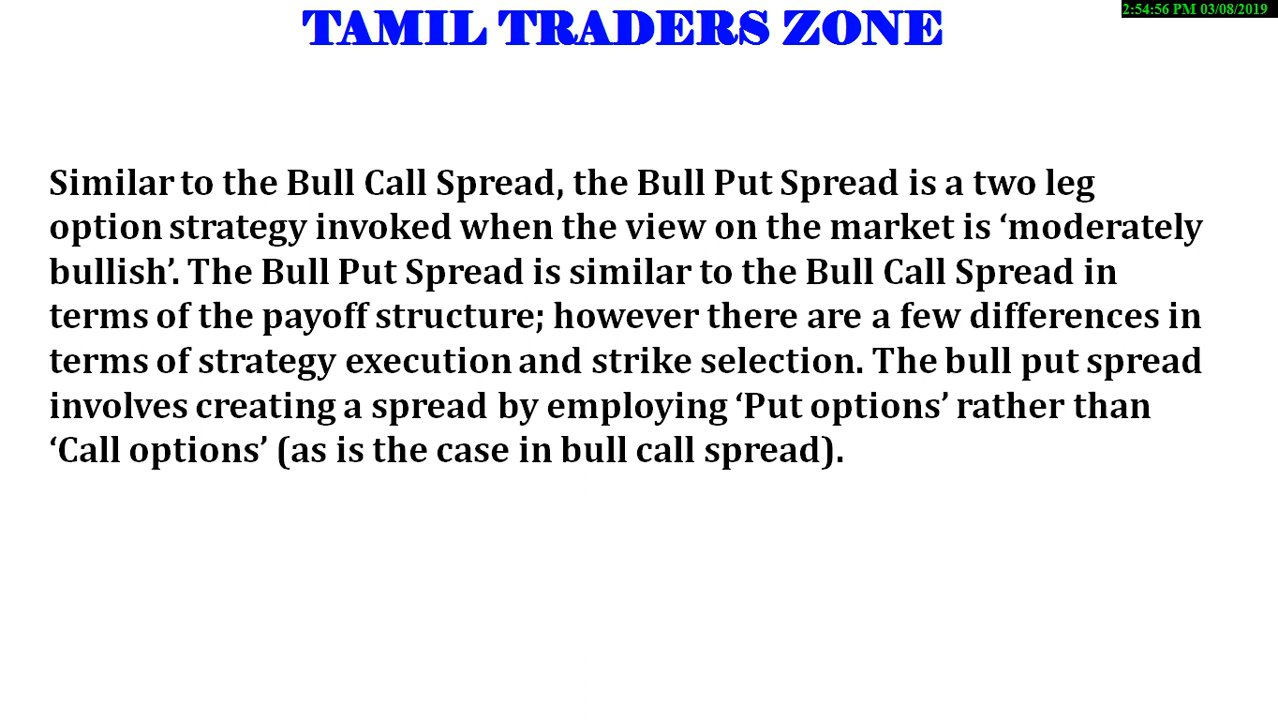 TAMIL TRADERS ZONE
2:54:56 PM 03/08/2019
Similar to the Bull Call Spread, the Bull Put Spread is a two leg
option strategy invoked when the view on the market is ‘moderately
bullish’. The Bull Put Spread is similar to the Bull Call Spread in
terms of the payoff structure; however there are a few differences in
terms of strategy execution and strike selection. The bull put spread
involves creating a spread by employing ‘Put options’ rather than
‘Call options’ (as is the case in bull call spread).